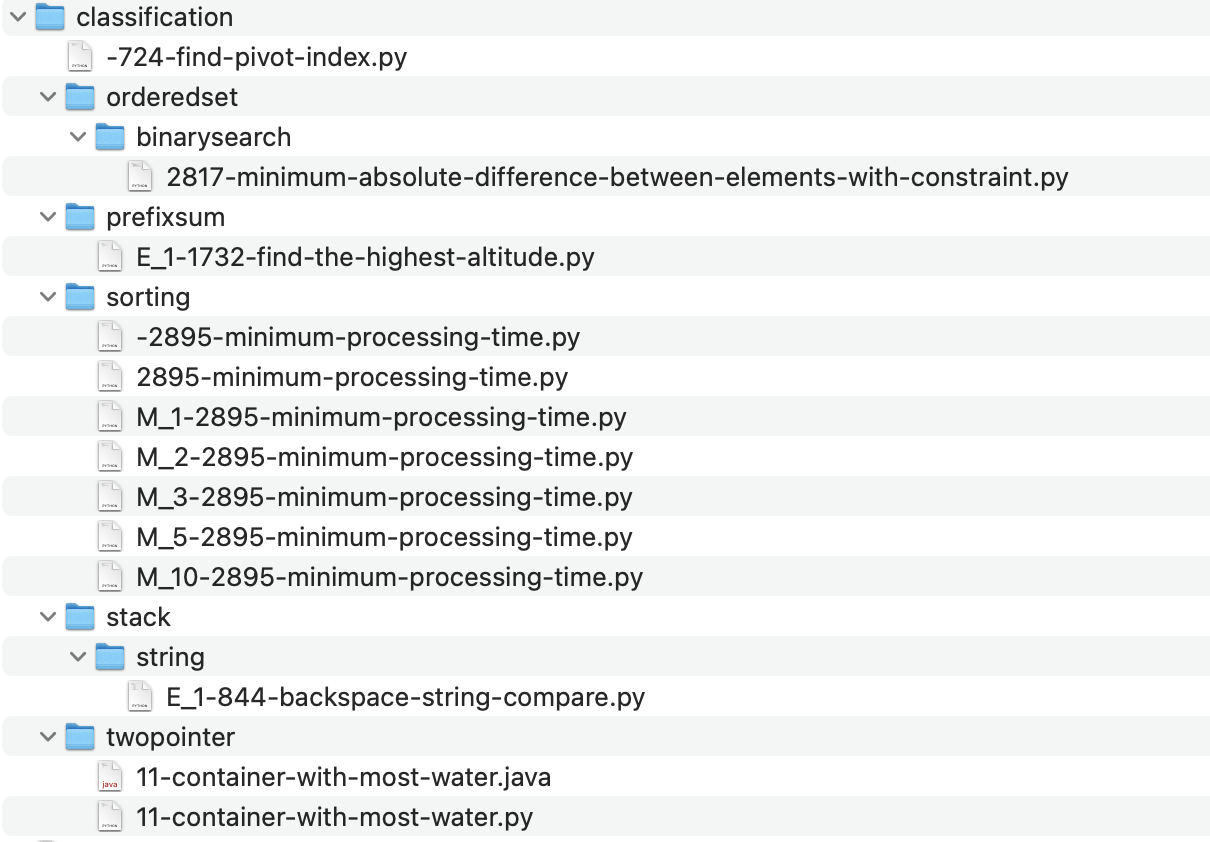 classification
-724-find-pivot-index.py
orderedset
binarysearch
2817-minimum-absolute-difference-between-elements-with-constraint.py
prefixsum
E_1-1732-find-the-highest-altitude.py
sorting
-2895-minimum-processing-time.py
2895-minimum-processing-time.py
M_1-2895-minimum-processing-time.py
M_2-2895-minimum-processing-time.py
M_3-2895-minimum-processing-time.py
M_5-2895-minimum-processing-time.py
M_10-2895-minimum-processing-time.py
stack
string
E_1-844-backspace-string-compare.py
twopointer
java 11-container-with-most-water.java
11-container-with-most-water.py